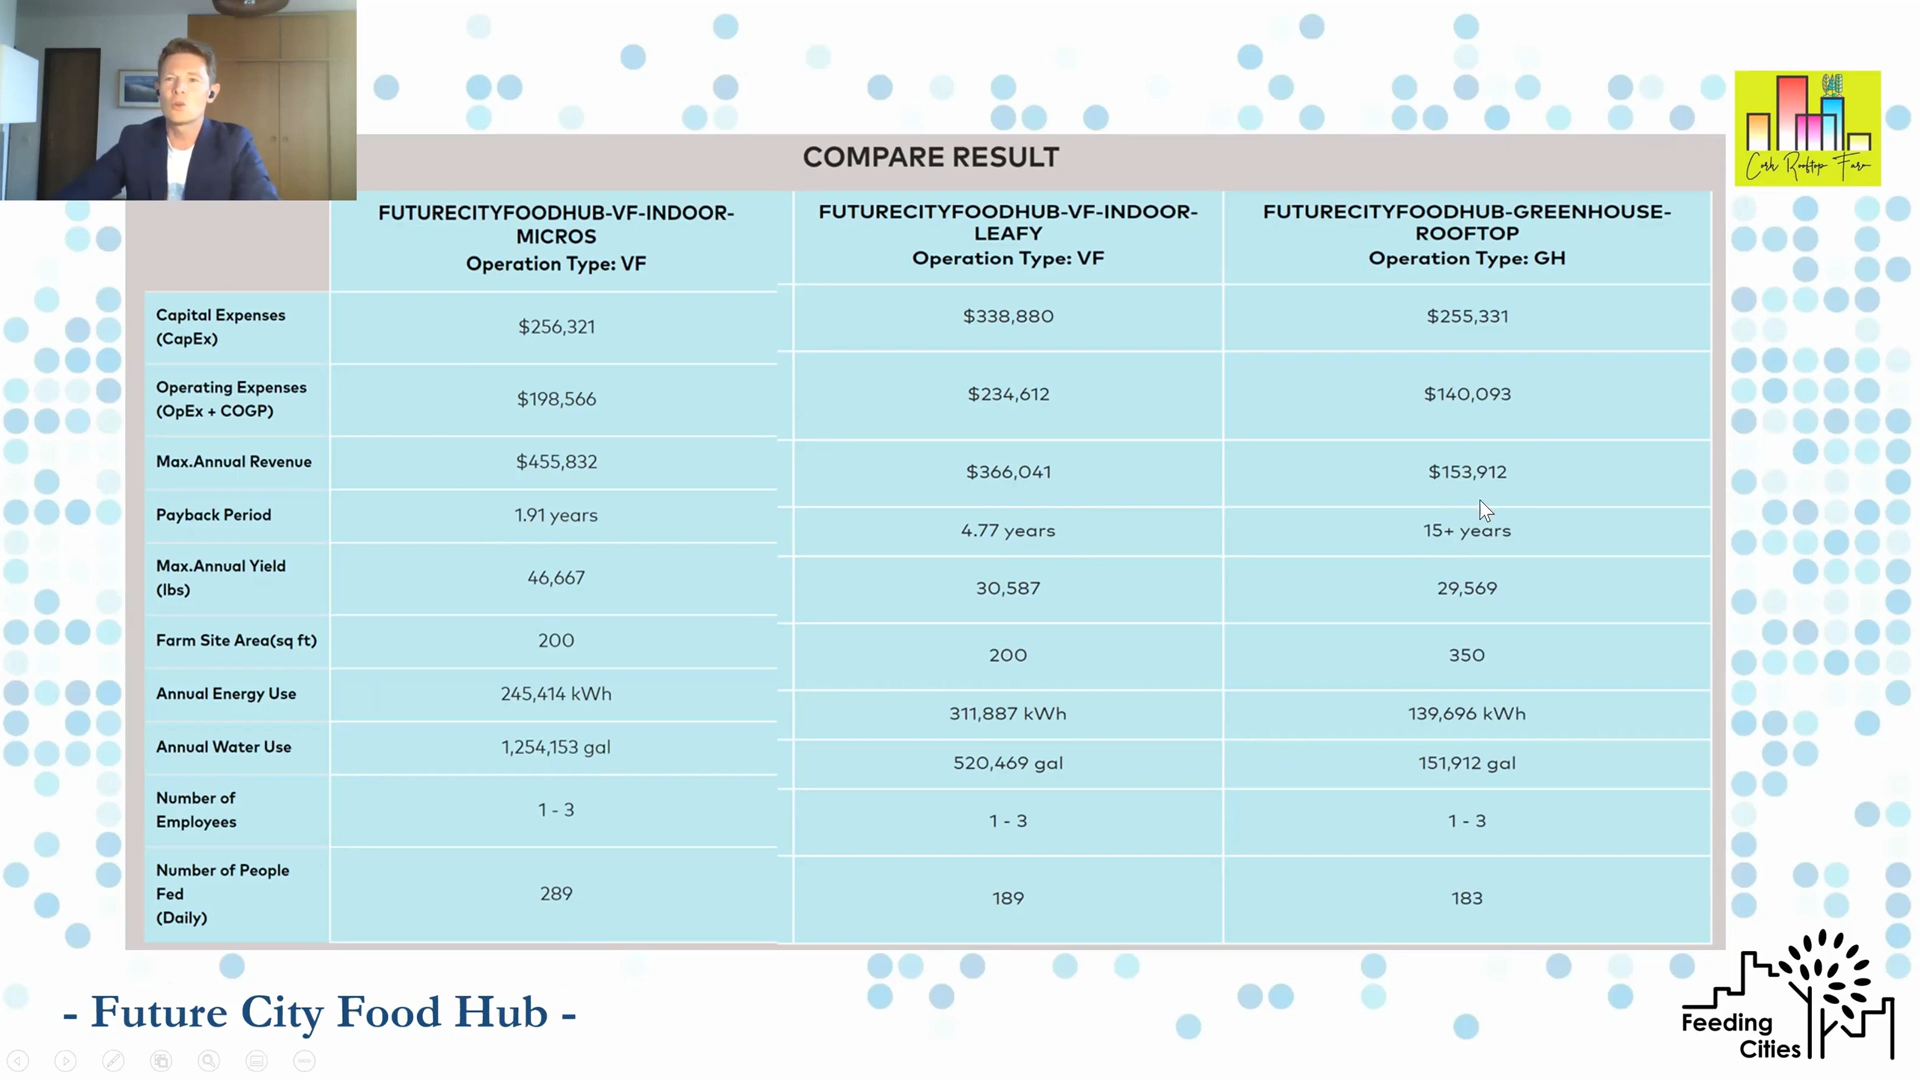 COMPARE RESULT
FUTURECITYFOODHUB-VF-INDOOR-
MICROS
Operation Type: VF
FUTURECITYFOODHUB-VF-INDOOR-
LEAFY
Operation Type: VF
FUTURECITYFOODHUB-GREENHOUSE-
ROOFTOP
Operation Type: GH
Capital Expenses
(CapEx)
$256,321
$338,880
$255,331
Operating Expenses
(OpEx + COGP)
$198,566
$234,612
$140,093
Max.Annual Revenue
$455,832
$366,041
$153,912
Payback Period
1.91 years
4.77 years
15+ years
Max.Annual Yield
(lbs)
46,667
30,587
29,569
Farm Site Area(sq ft)
200
200
350
Annual Energy Use
245,414 kWh
311,887 kWh
139,696 kWh
Annual Water Use
1,254,153 gal
520,469 gal
151,912 gal
Number of
Employees
1 - 3
1 - 3
1 - 3
Number of People
Fed
(Daily)
289
189
183
Cork Rooftop Farm
- Future City Food Hub -
Feeding
Cities